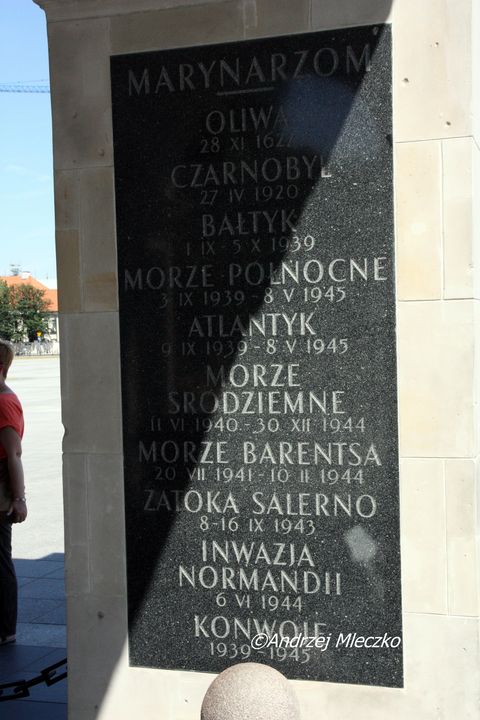 MARYNARZOM
OLIWA
28 XI 1627
CZARNOBYL
27 IV 1920
BAŁTYK
1 IX - 5 X 1939
MORZE PÓŁNOCNE
3 IX 1939 - 8 V 1945
ATLANTYK
9 IX 1939 - 8 V 1945
MORZE
ŚRÓDZIEMNE
11 VI 1940 - 30 XII 1944
MORZE BARENTSA
20 VII 1941 - 10 II 1944
ZATOKA SALERNO
8-16 IX 1943
INWAZJA
NORMANDII
6 VI 1944
KONWOJE
©Andrzej Mleczko
1939-1945